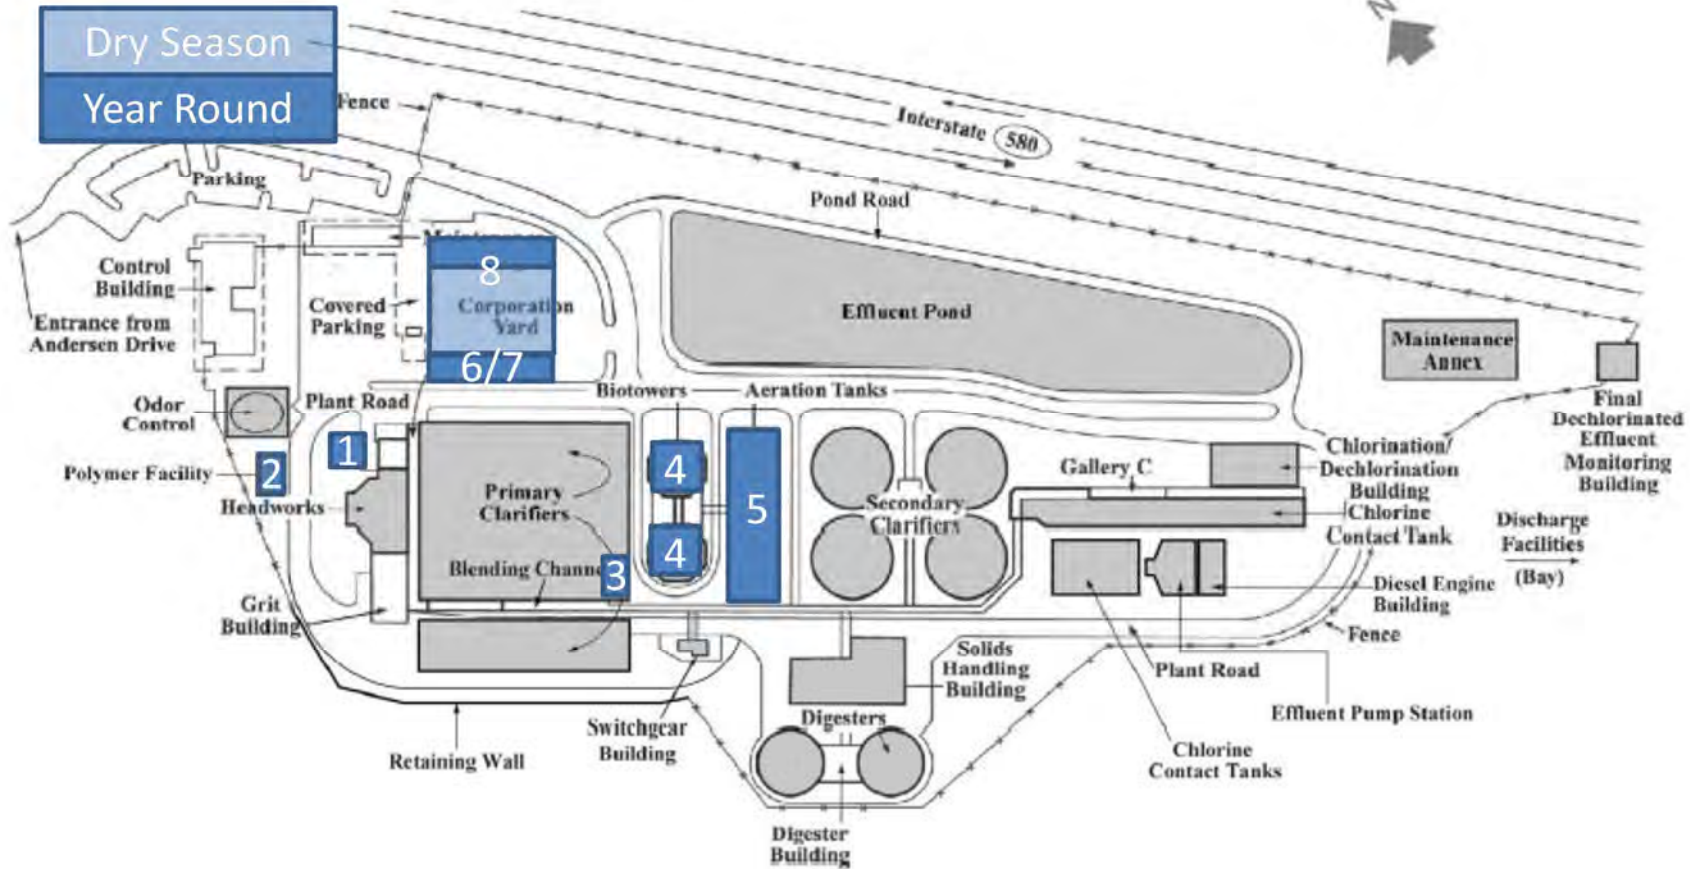 N
Dry Season
Year Round
Fence
Interstate 580
Parking
Pond Road
8
Control
Building
Covered
Parking
Corporation
Yard
Effluent Pond
Entrance from
Andersen Drive
Maintenance
Annex
6/7
Biotowers
Aeration Tanks
Odor
Control
Plant Road
Final
Dechlorinated
Effluent
Monitoring
Building
1
2
Polymer Facility
Headworks
Primary
Clarifiers
4
5
Secondary
Clarifiers
Gallery C
Chlorination/
Dechlorination
Building
Chlorine
Contact Tank
Discharge
Facilities
(Bay)
4
Blending Channe
3
Diesel Engine
Building
Grit
Building
Fence
Solids
Handling
Building
Plant Road
Effluent Pump Station
Switchgear
Building
Digesters
Retaining Wall
Chlorine
Contact Tanks
Digester
Building